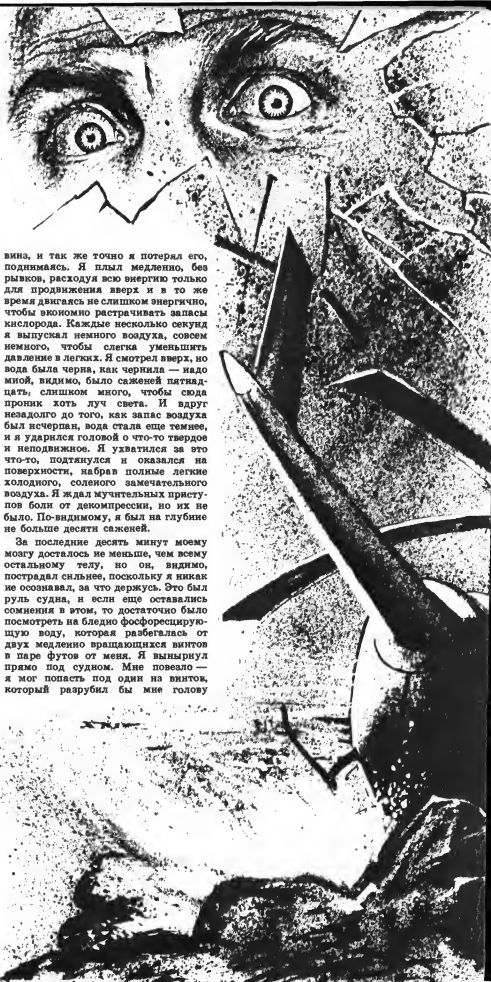 винз, и так же точно я потерял его,
поднимаясь. Я плыл медленно, без
рывков, расходуя всю энергию только
для продвижения вверх и в то же
время двигаясь не слишком энергично,
чтобы экономно растрачивать запасы
кислорода. Каждые несколько секунд
я выпускал немного воздуха, совсем
немного, чтобы слегка уменьшить
давление в легких. Я смотрел вверх, но
вода была черна, как чернила — надо
мной, видимо, было саженей пятнад-
цать, слишком много, чтобы сюда
проник хоть луч света. И вдруг
незадолго до того, как запас воздуха
был исчерпан, вода стала еще темнее,
и я ударился головой о что-то твердое
и неподвижное. Я ухватился за это
что-то, подтянулся и оказался на
поверхности, набрав полные легкие
холодного, соленого замечательного
воздуха. Я ждал мучительных присту-
пов боли от декомпрессии, но их не
было. По-видимому, я был на глубине
не больше десяти саженей.
За последние десять минут моему
мозгу досталось не меньше, чем всему
остальному телу, но он, видимо,
пострадал сильнее, поскольку я никак
не осознавал, за что держусь. Это был
руль судна, и если еще оставались
сомнения в этом, то достаточно было
посмотреть на бледно фосфоресцирую-
щую воду, которая разбегалась от
двух медленно вращающихся винтов
в паре футов от меня. Я вынырнул
прямо под судном. Мне повезло —
я мог попасть под один из винтов,
который разрубил бы мне голову